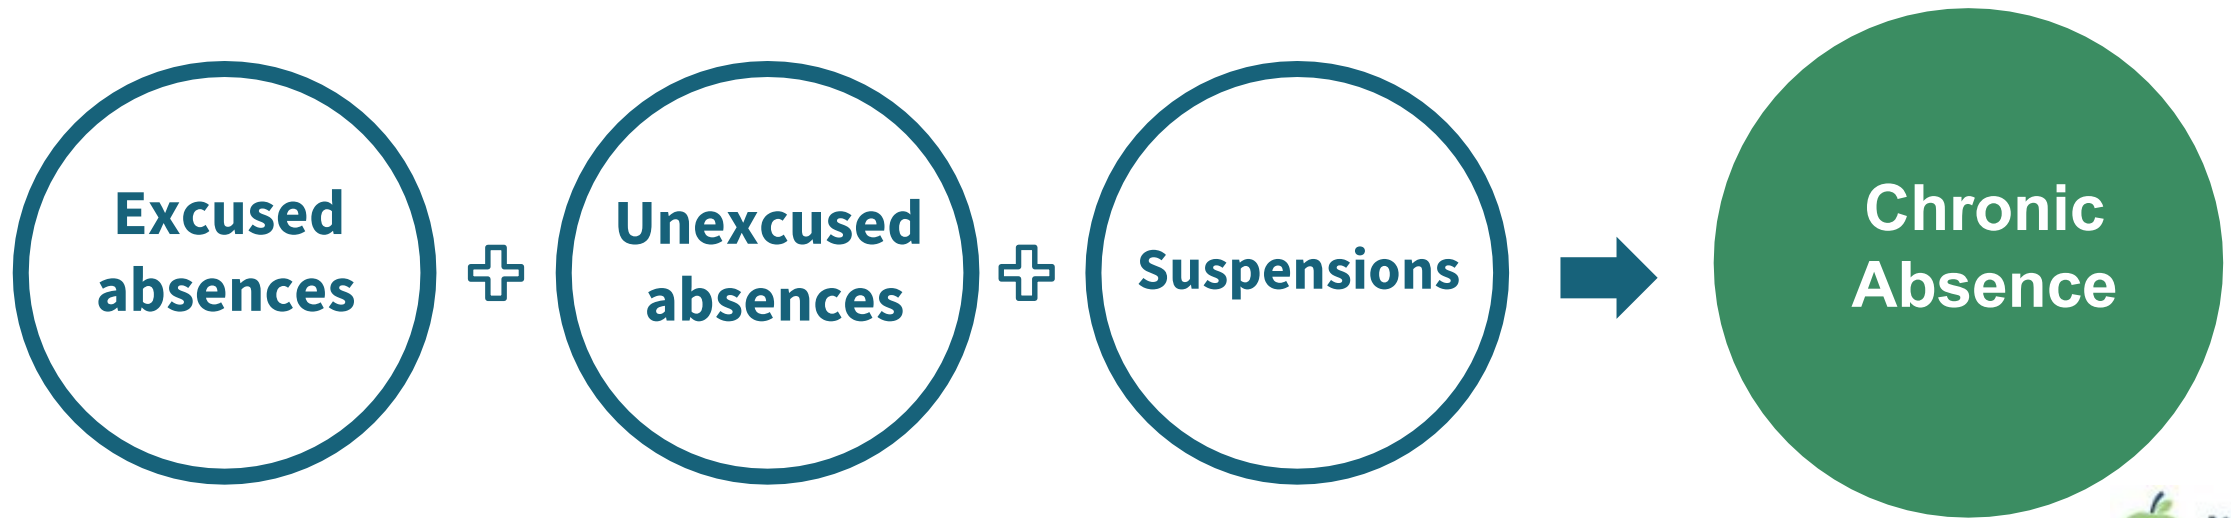 Excused
absences
Unexcused
absences
Suspensions
Chronic
Absence